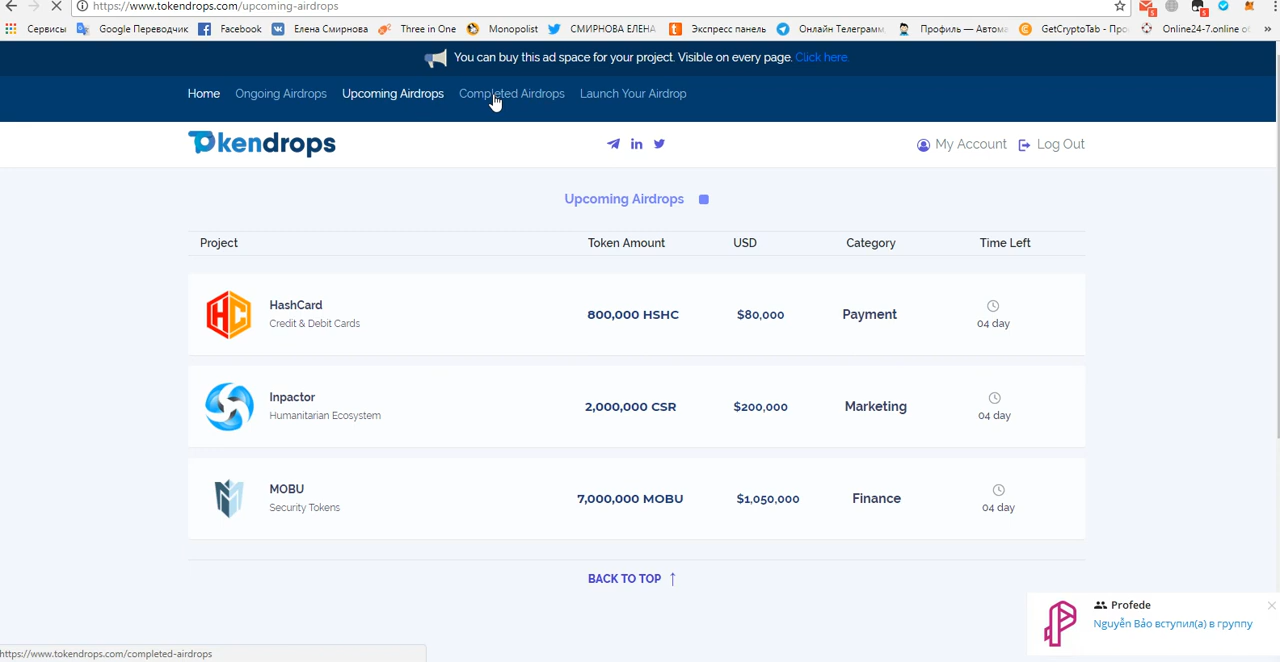 https://www.tokendrops.com/upcoming-airdrops
Сервисы Google Переводчик Facebook Елена Смирнова Three in One Monopolist СМИРНОВА ЕЛЕНА Экспресс панель Онлайн Телеграмм Профиль — Автома GetCryptoTab - Про Online24-7.online о »
You can buy this ad space for your project. Visible on every page. Click here.
Home Ongoing Airdrops Upcoming Airdrops Completed Airdrops Launch Your Airdrop
Tokendrops My Account Log Out
Upcoming Airdrops
Project Token Amount USD Category Time Left
HashCard
Credit & Debit Cards
800,000 HSHC $80,000 Payment
04 day
Inpactor
Humanitarian Ecosystem
2,000,000 CSR $200,000 Marketing
04 day
MOBU
Security Tokens
7,000,000 MOBU $1,050,000 Finance
04 day
BACK TO TOP ↑
Profede
Nguyễn Bảo вступил(а) в группу
https://www.tokendrops.com/completed-airdrops